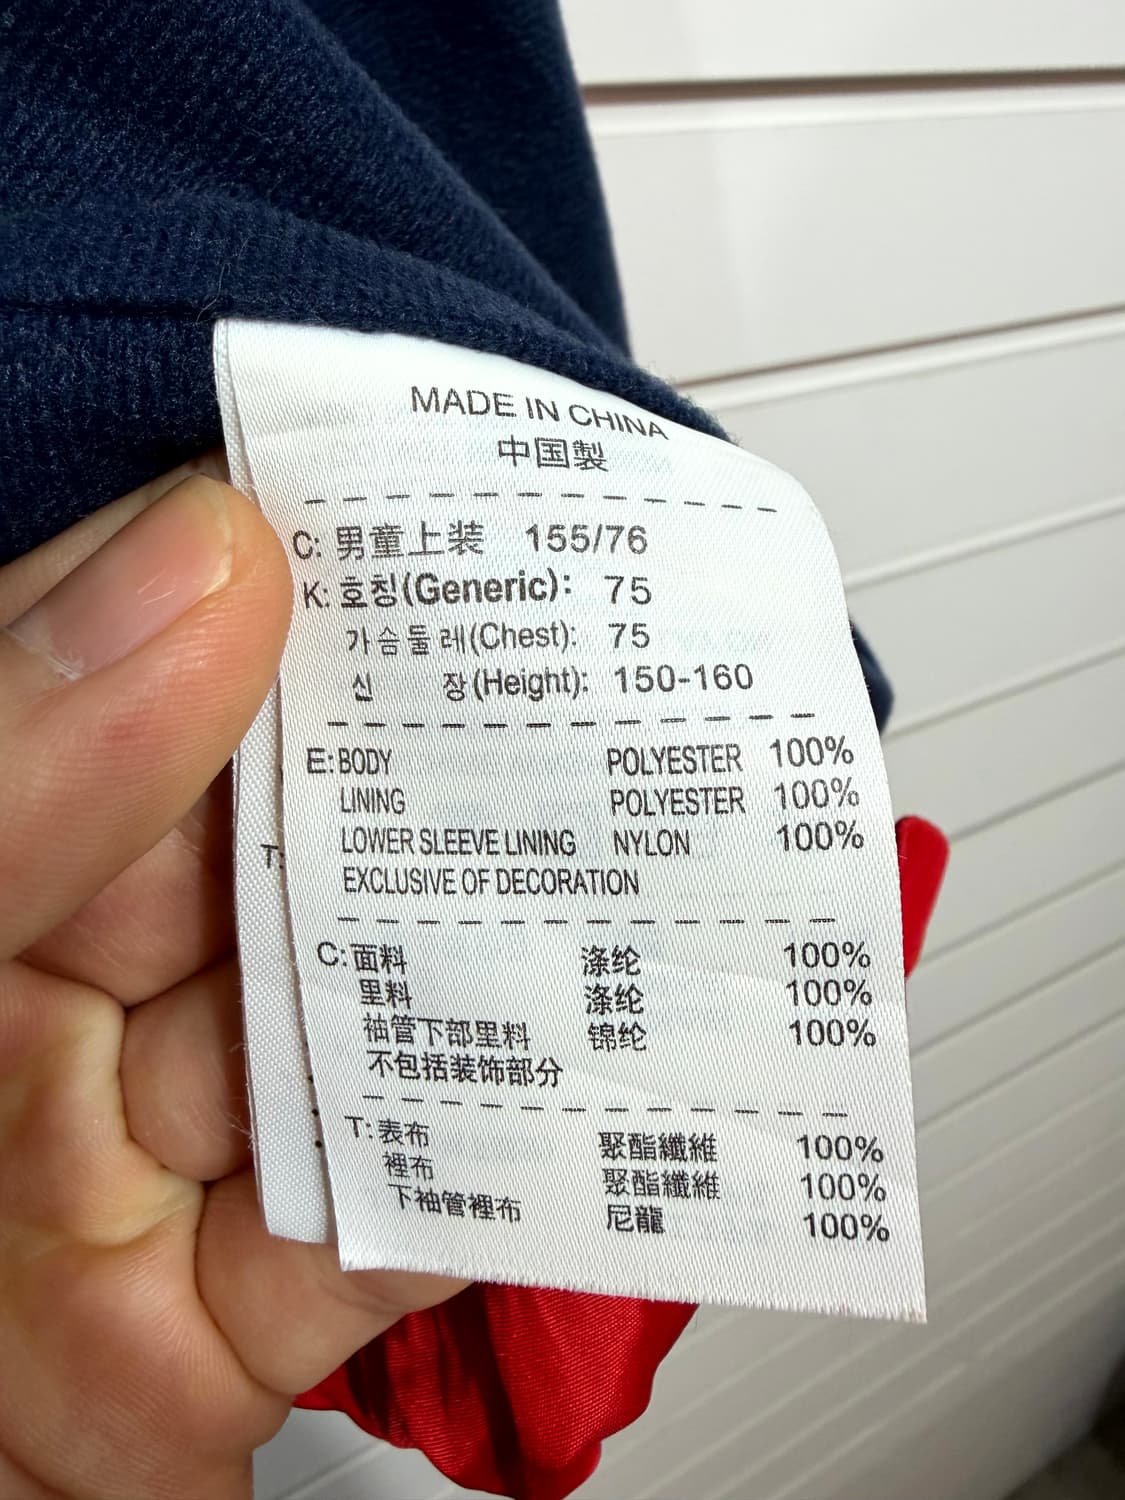 MADE IN CHINA
中国製
C: 男童上装 155/76
K: 호칭(Generic): 75
가슴둘레(Chest): 75
신 장(Height): 150-160
E: BODY POLYESTER 100%
LINING POLYESTER 100%
LOWER SLEEVE LINING NYLON 100%
EXCLUSIVE OF DECORATION
C: 面料 涤纶 100%
里料 涤纶 100%
袖管下部里料 锦纶 100%
不包括装饰部分
T: 表布 聚酯纖維 100%
裡布 聚酯纖維 100%
下袖管裡布 尼龍 100%
T: